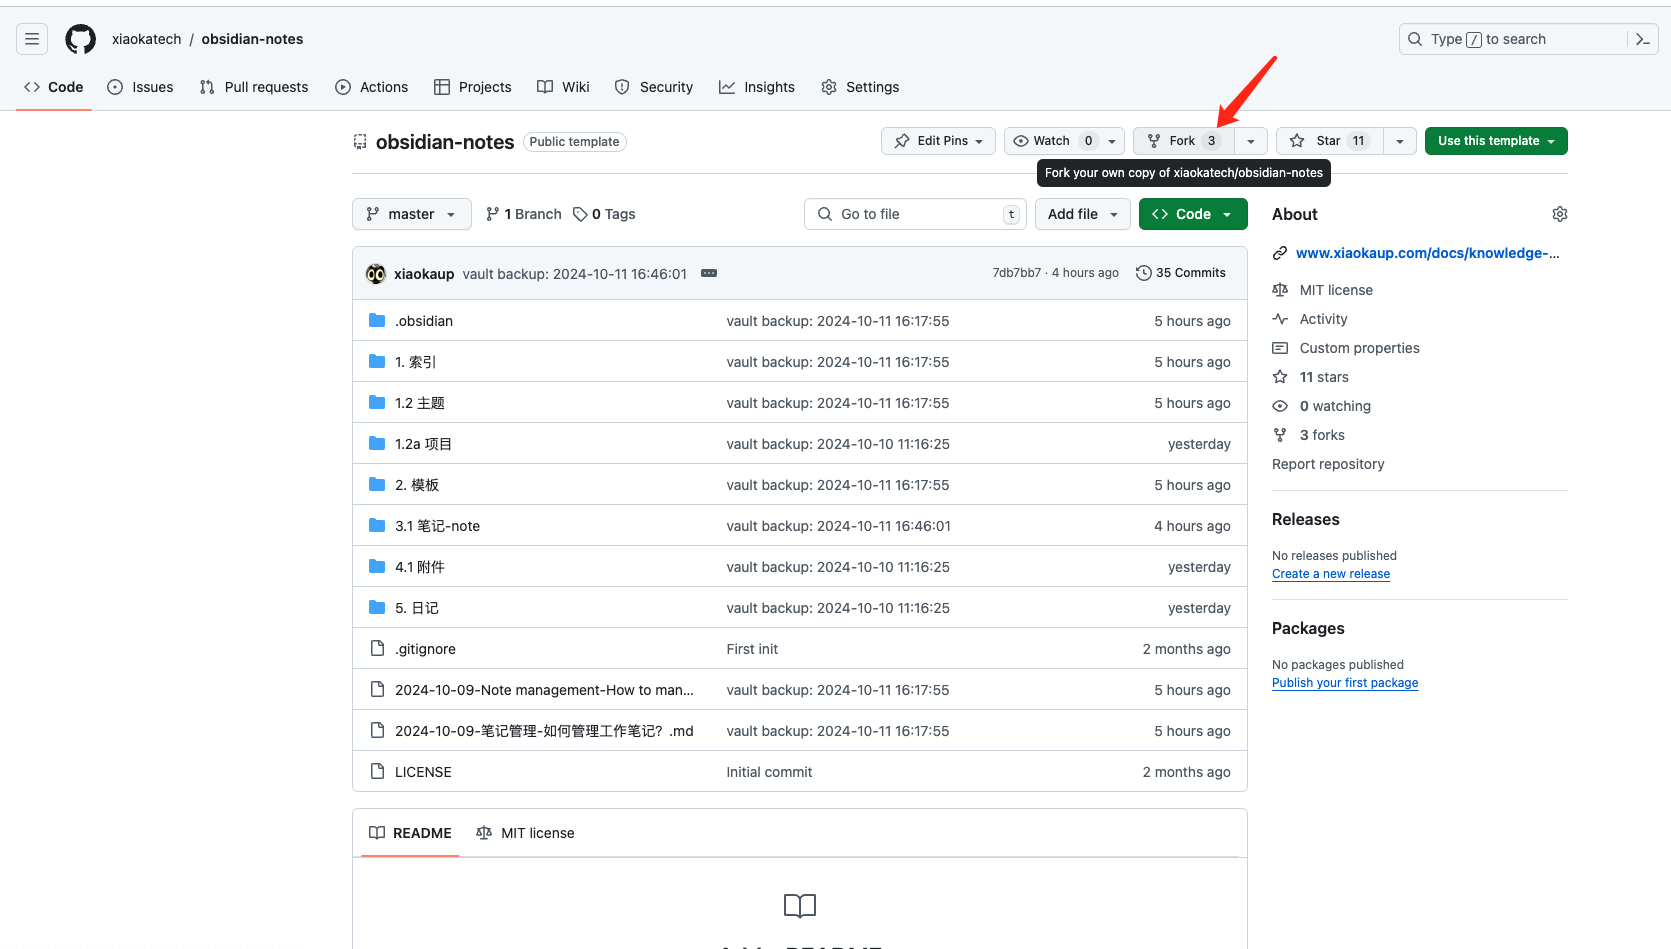 xiaokatech / obsidian-notes
Type / to search
Code Issues Pull requests Actions Projects Wiki Security Insights Settings
obsidian-notes Public template
Edit Pins Watch 0 Fork 3 Star 11 Use this template
Fork your own copy of xiaokatech/obsidian-notes
master 1 Branch 0 Tags
Go to file t Add file Code
xiaokaup vault backup: 2024-10-11 16:46:01 7db7bb7 · 4 hours ago 35 Commits
.obsidian vault backup: 2024-10-11 16:17:55 5 hours ago
1. 索引 vault backup: 2024-10-11 16:17:55 5 hours ago
1.2 主题 vault backup: 2024-10-11 16:17:55 5 hours ago
1.2a 项目 vault backup: 2024-10-10 11:16:25 yesterday
2. 模板 vault backup: 2024-10-11 16:17:55 5 hours ago
3.1 笔记-note vault backup: 2024-10-11 16:46:01 4 hours ago
4.1 附件 vault backup: 2024-10-10 11:16:25 yesterday
5. 日记 vault backup: 2024-10-10 11:16:25 yesterday
.gitignore First init 2 months ago
2024-10-09-Note management-How to man... vault backup: 2024-10-11 16:17:55 5 hours ago
2024-10-09-笔记管理-如何管理工作笔记？.md vault backup: 2024-10-11 16:17:55 5 hours ago
LICENSE Initial commit 2 months ago
README MIT license
About
www.xiaokaup.com/docs/knowledge-...
MIT license
Activity
Custom properties
11 stars
0 watching
3 forks
Report repository
Releases
No releases published
Create a new release
Packages
No packages published
Publish your first package